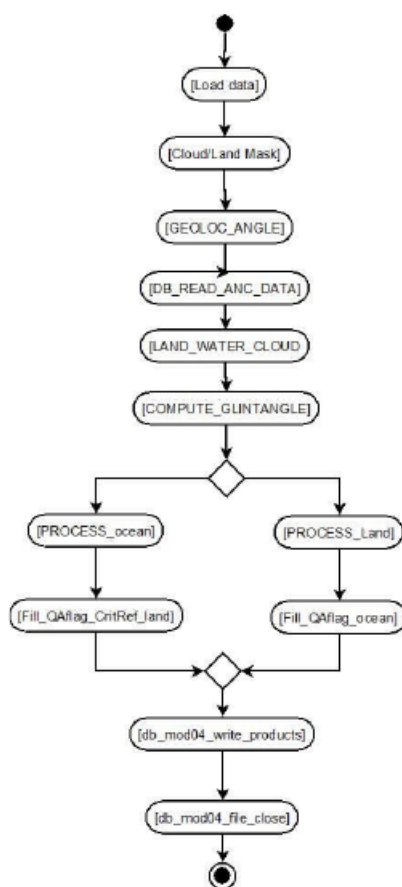 [Load data]
[Cloud/Land Mask]
[GEOLOC_ANGLE]
[DB_READ_ANC_DATA]
[LAND_WATER_CLOUD
[COMPUTE_GLINTANGLE]
[PROCESS_ocean]
[PROCESS_Land]
[Fill_QAflag_CritRef_land]
[Fill_QAflag_ocean]
[db_mod04_write_products]
[db_mod04_file_close]